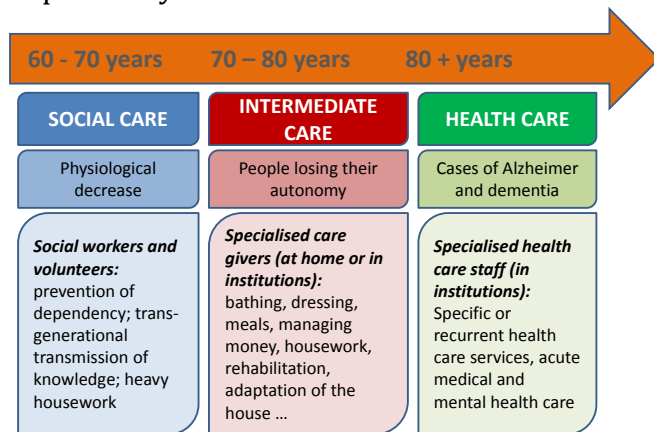 60 - 70 years 70 – 80 years 80 + years
SOCIAL CARE
Physiological
decrease
Social workers and
volunteers:
prevention of
dependency; trans-
generational
transmission of
knowledge; heavy
housework
INTERMEDIATE
CARE
People losing their
autonomy
Specialised care
givers (at home or in
institutions):
bathing, dressing,
meals, managing
money, housework,
rehabilitation,
adaptation of the
house ...
HEALTH CARE
Cases of Alzheimer
and dementia
Specialised health
care staff (in
institutions):
Specific or
recurrent health
care services, acute
medical and
mental health care